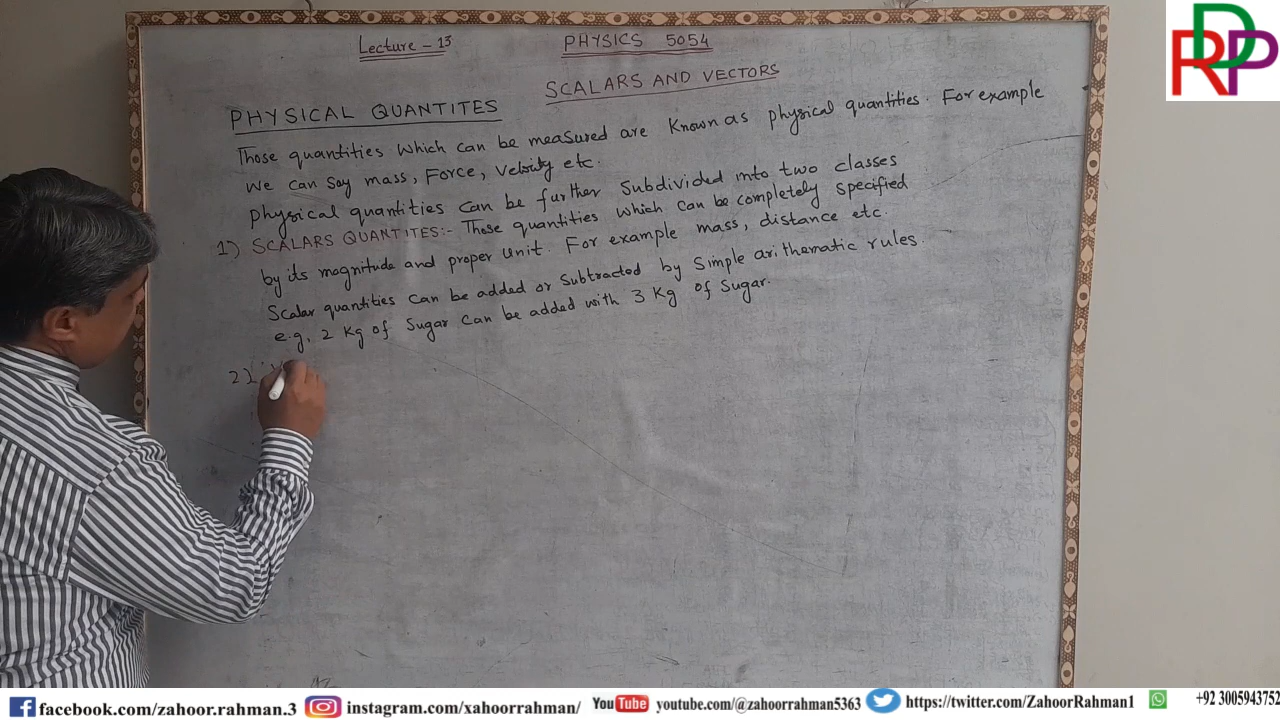 Lecture - 13
PHYSICS 5054
SCALARS AND VECTORS
PHYSICAL QUANTITES
Those quantities which can be measured are known as physical quantities. For example
we can say mass, Force, Velocity etc.
physical quantities can be further subdivided into two classes
1) SCALARS QUANTITES:- These quantities which can be completely specified
by its magnitude and proper unit. For example mass, distance etc.
Scalar quantities can be added or subtracted by simple arithematic rules.
e.g, 2 Kg of Sugar can be added with 3 Kg of Sugar.
2)
RDP
facebook.com/zahoor.rahman.3
instagram.com/xahoorrahman/
YouTube youtube.com/@zahoorrahman5363
https://twitter.com/ZahoorRahman1
+92 3005943752